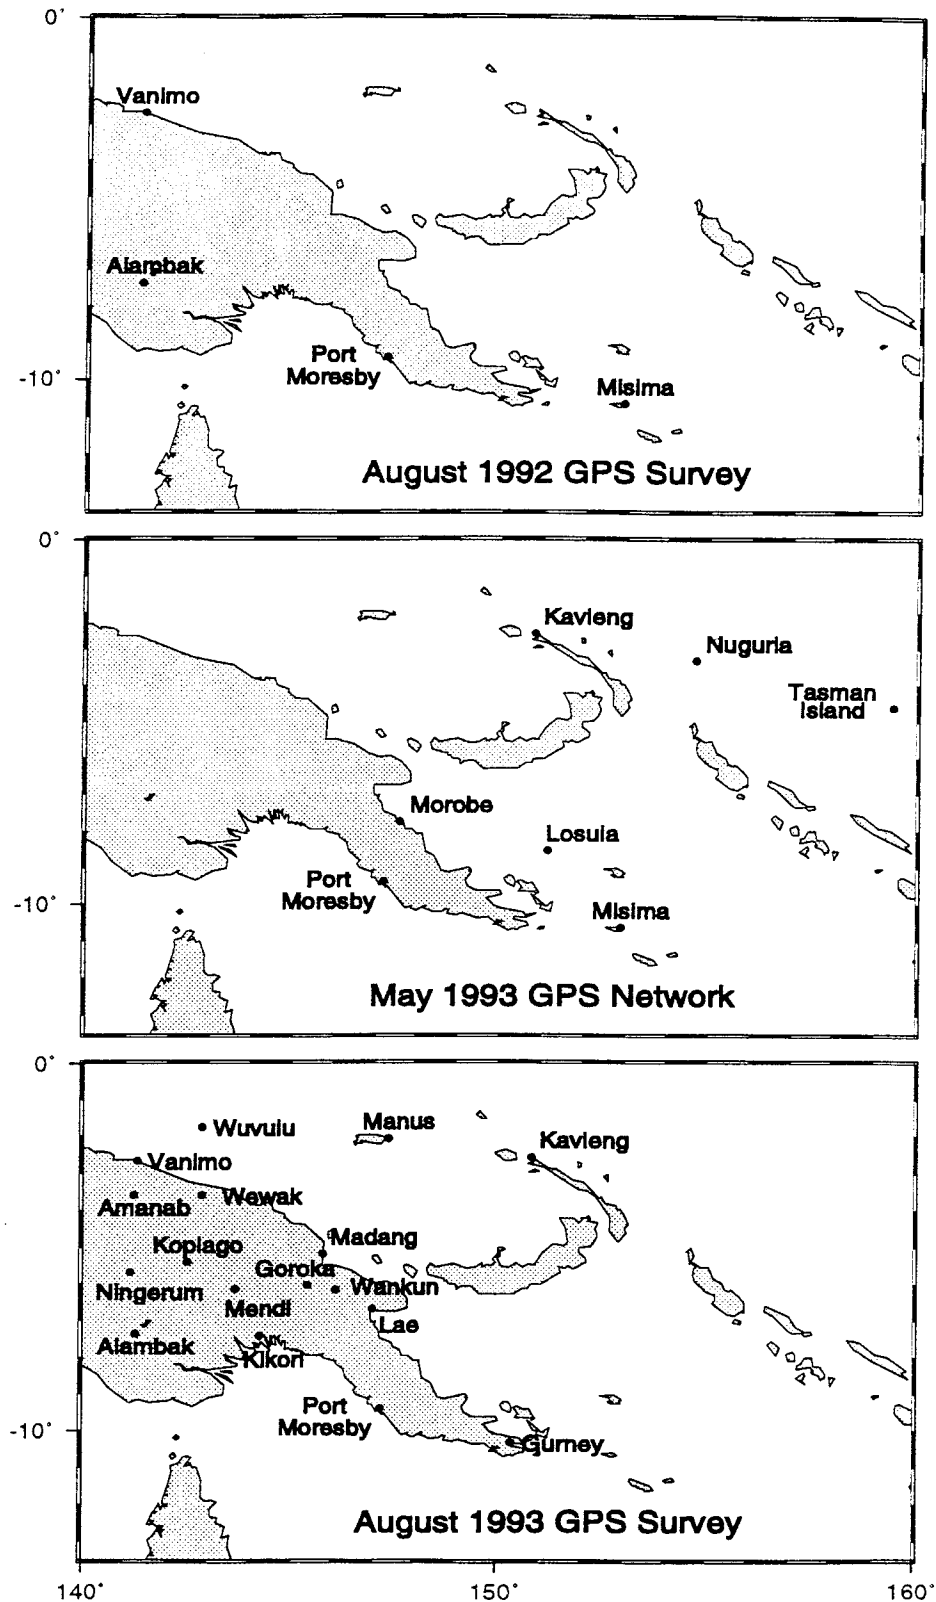 0°
Vanimo
Aiambak
Port
Moresby
Misima
-10°
August 1992 GPS Survey
0°
Kavieng
Nuguria
Tasman
Island
Morobe
Losuia
Port
Moresby
-10°
Misima
May 1993 GPS Network
0°
Wuvulu
Manus
Kavieng
Vanimo
Amanab
Wewak
Madang
Kopiago
Goroka
Ningerum
Wankun
Mendi
Lae
Aiambak
Kikori
Port
Moresby
-10°
Gurney
August 1993 GPS Survey
140°
150°
160°